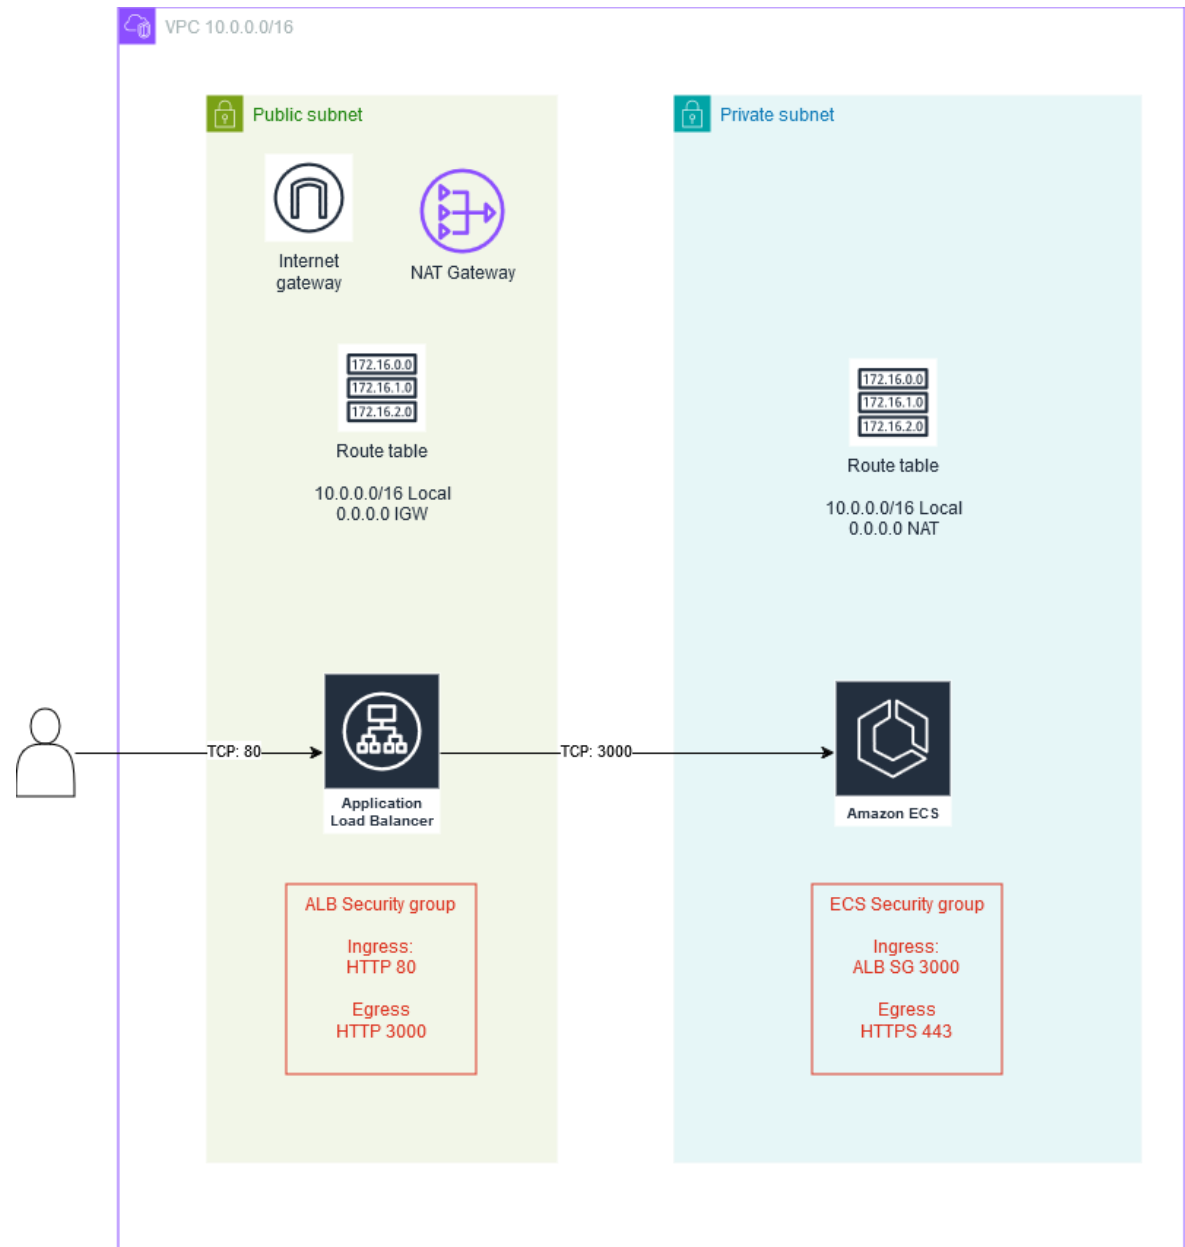 VPC 10.0.0.0/16
Public subnet
Internet
gateway
NAT Gateway
172.16.0.0
172.16.1.0
172.16.2.0
Route table
10.0.0.0/16 Local
0.0.0.0 IGW
TCP: 80
Application
Load Balancer
ALB Security group
Ingress:
HTTP 80
Egress
HTTP 3000
TCP: 3000
Private subnet
172.16.0.0
172.16.1.0
172.16.2.0
Route table
10.0.0.0/16 Local
0.0.0.0 NAT
Amazon ECS
ECS Security group
Ingress:
ALB SG 3000
Egress
HTTPS 443